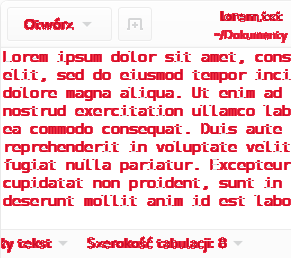 Otwórz
lorem.txt
~/Dokumenty
Lorem ipsum dolor sit amet, cons
elit, sed do eiusmod tempor inci
dolore magna aliqua. Ut enim ad
nostrud exercitation ullamco lab
ea commodo consequat. Duis aute
reprehenderit in voluptate velit
fugiat nulla pariatur. Excepteur
cupidatat non proident, sunt in
deserunt mollit anim id est labo
ły tekst
Szerokość tabulacji: 8